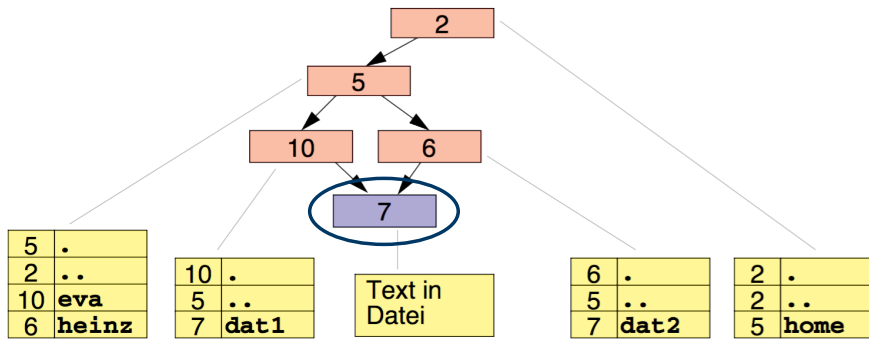 2
5
10 6
7
5 .
2 ..
10 eva
6 heinz
10 .
5 ..
7 dat1
Text in
Datei
6 .
5 ..
7 dat2
2 .
2 ..
5 home